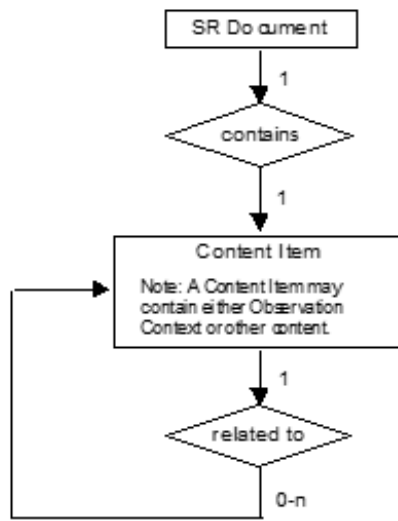 SR Document
1
contains
1
Content Item
Note: A Content Item may
contain either Observation
Context or other content.
1
related to
0-n